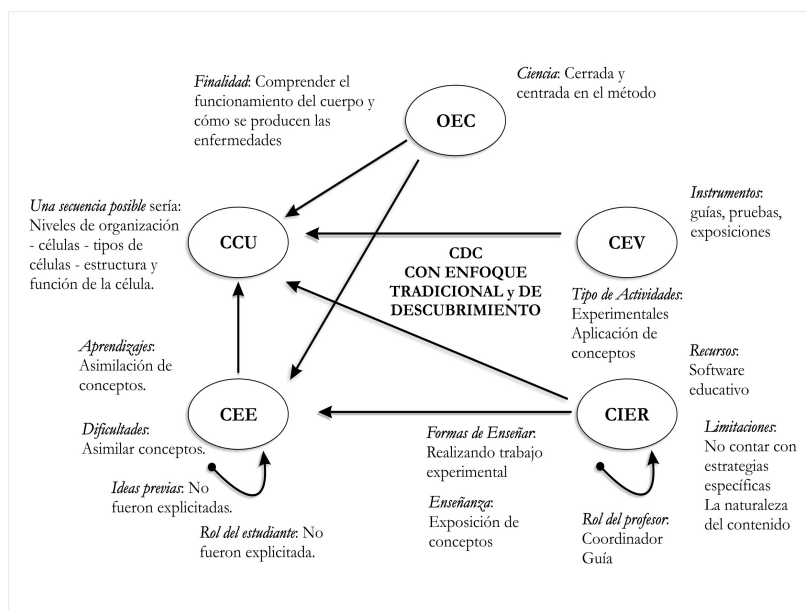 Finalidad: Comprender el
funcionamiento del cuerpo y
cómo se producen las
enfermedades
OEC
Ciencia: Cerrada y
centrada en el método
Una secuencia posible sería:
Niveles de organización
- células - tipos de
células - estructura y
función de la célula.
CCU
CDC
CON ENFOQUE
TRADICIONAL y DE
DESCUBRIMIENTO
CEV
Instrumentos:
guías, pruebas,
exposiciones
Tipo de Actividades:
Experimentales
Aplicación de
conceptos
Aprendizajes:
Asimilación de
conceptos.
Recursos:
Software
educativo
CEE
CIER
Dificultades:
Asimilar conceptos.
Formas de Enseñar:
Realizando trabajo
experimental
Limitaciones:
No contar con
estrategias
específicas
La naturaleza
del contenido
Ideas previas: No
fueron explicitadas.
Enseñanza:
Exposición de
conceptos
Rol del estudiante: No
fueron explicitada.
Rol del profesor:
Coordinador
Guía